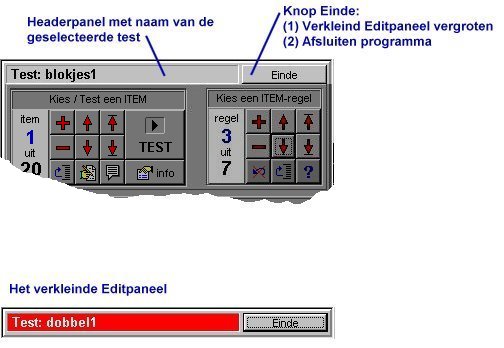 Headerpanel met naam van de
geselecteerde test
Knop Einde:
(1) Verkleind Editpaneel vergroten
(2) Afsluiten programma
Test: blokjes1
Einde
Kies / Test een ITEM
Kies een ITEM-regel
item
1
uit
20
TEST
info
regel
3
uit
7
?
Het verkleinde Editpaneel
Test: dobbel1
Einde